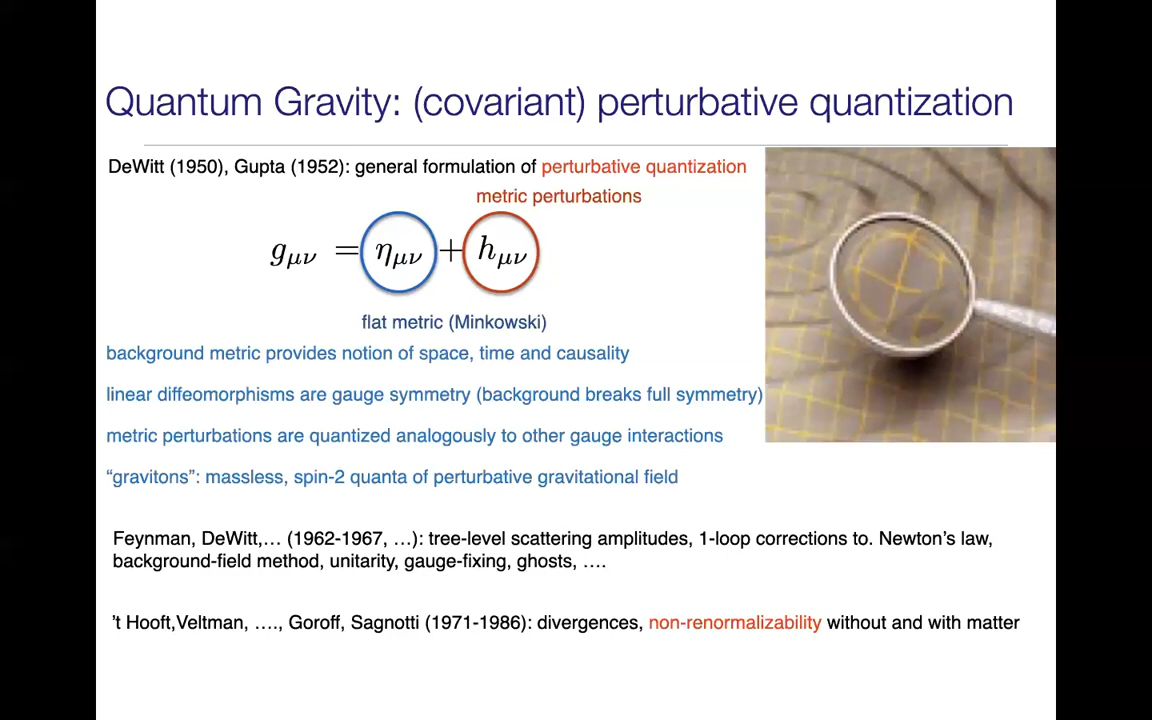 Quantum Gravity: (covariant) perturbative quantization
DeWitt (1950), Gupta (1952): general formulation of perturbative quantization
metric perturbations
gμν = ημν + hμν
flat metric (Minkowski)
background metric provides notion of space, time and causality
linear diffeomorphisms are gauge symmetry (background breaks full symmetry)
metric perturbations are quantized analogously to other gauge interactions
“gravitons”: massless, spin-2 quanta of perturbative gravitational field
Feynman, DeWitt,… (1962-1967, …): tree-level scattering amplitudes, 1-loop corrections to. Newton’s law,
background-field method, unitarity, gauge-fixing, ghosts, ….
’t Hooft,Veltman, …., Goroff, Sagnotti (1971-1986): divergences, non-renormalizability without and with matter